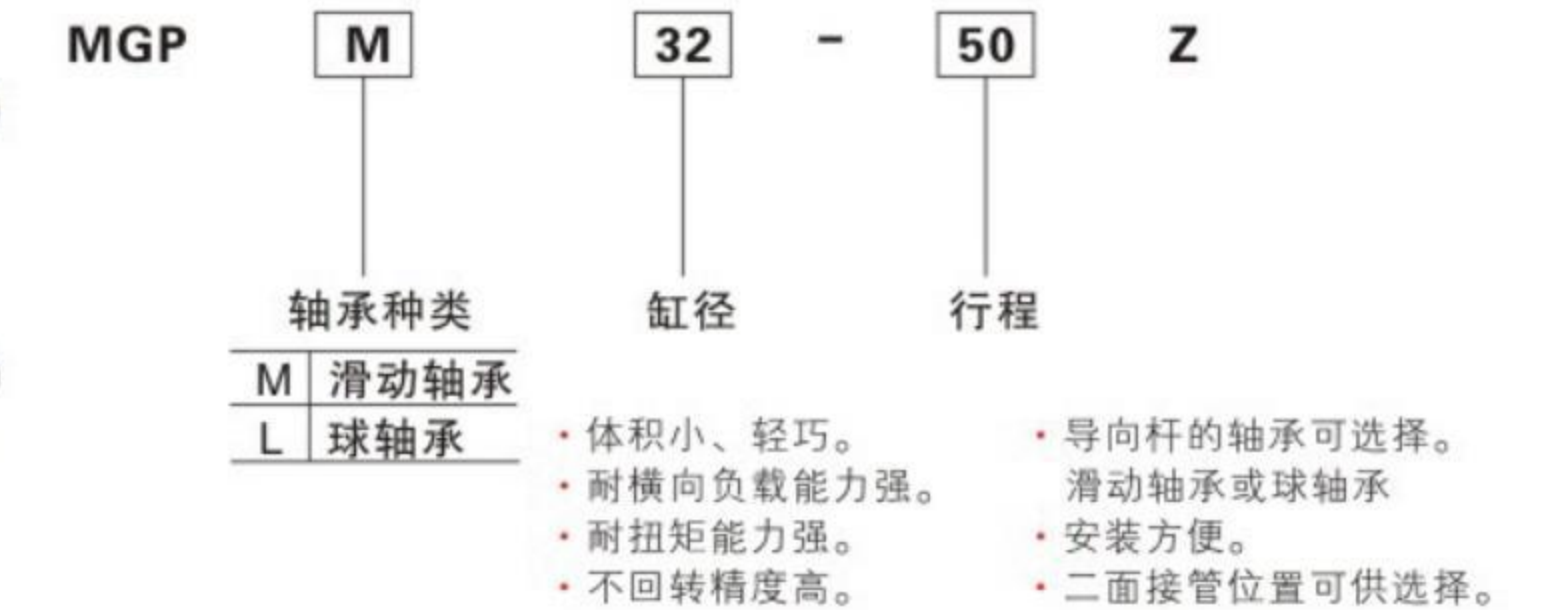 MGP M 32 - 50 Z
轴承种类 缸径 行程
M 滑动轴承
L 球轴承
· 体积小、轻巧。
· 耐横向负载能力强。
· 耐扭矩能力强。
· 不回转精度高。
· 导向杆的轴承可选择。
滑动轴承或球轴承
· 安装方便。
· 二面接管位置可供选择。